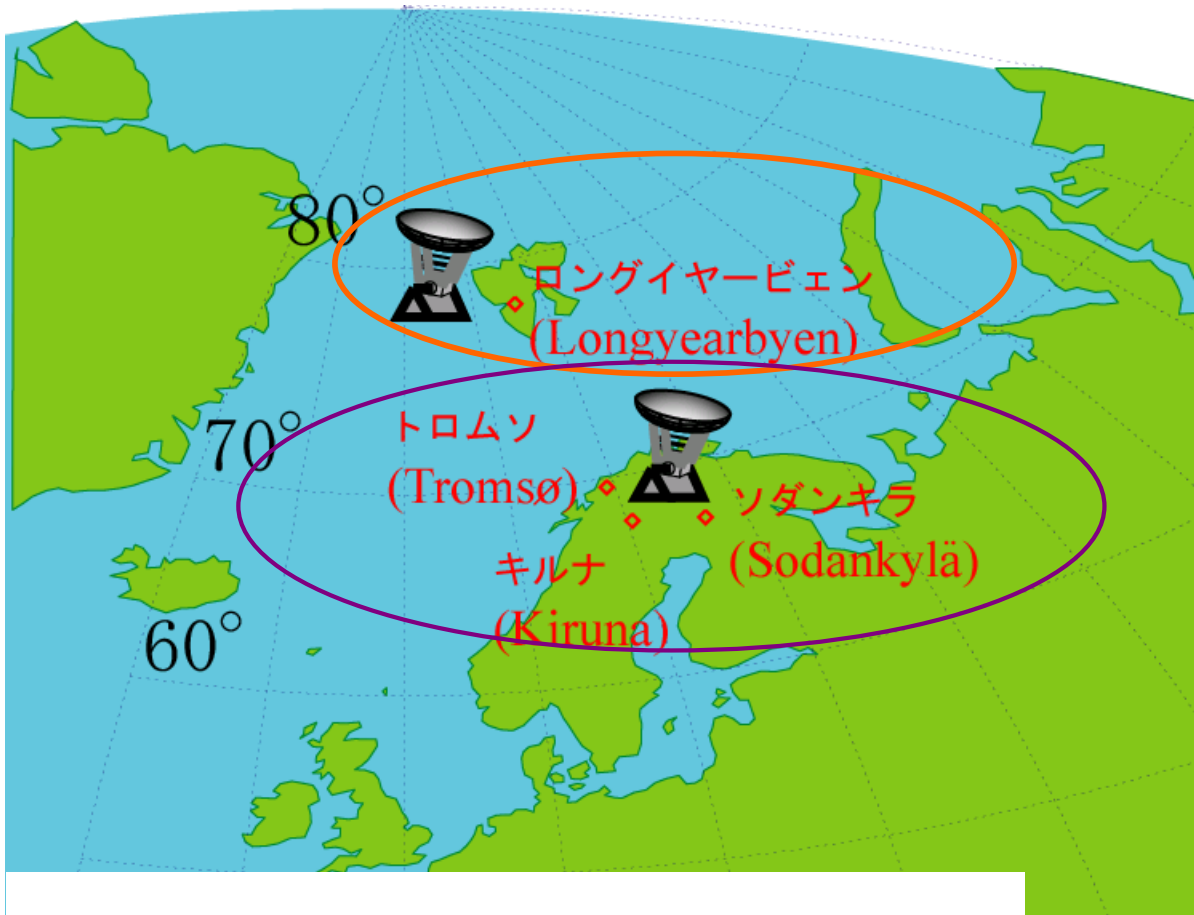 80°
ロングイヤービェン
(Longyearbyen)
70°
トロムソ
(Tromsø)
ソダンキラ
(Sodankylä)
キルナ
(Kiruna)
60°